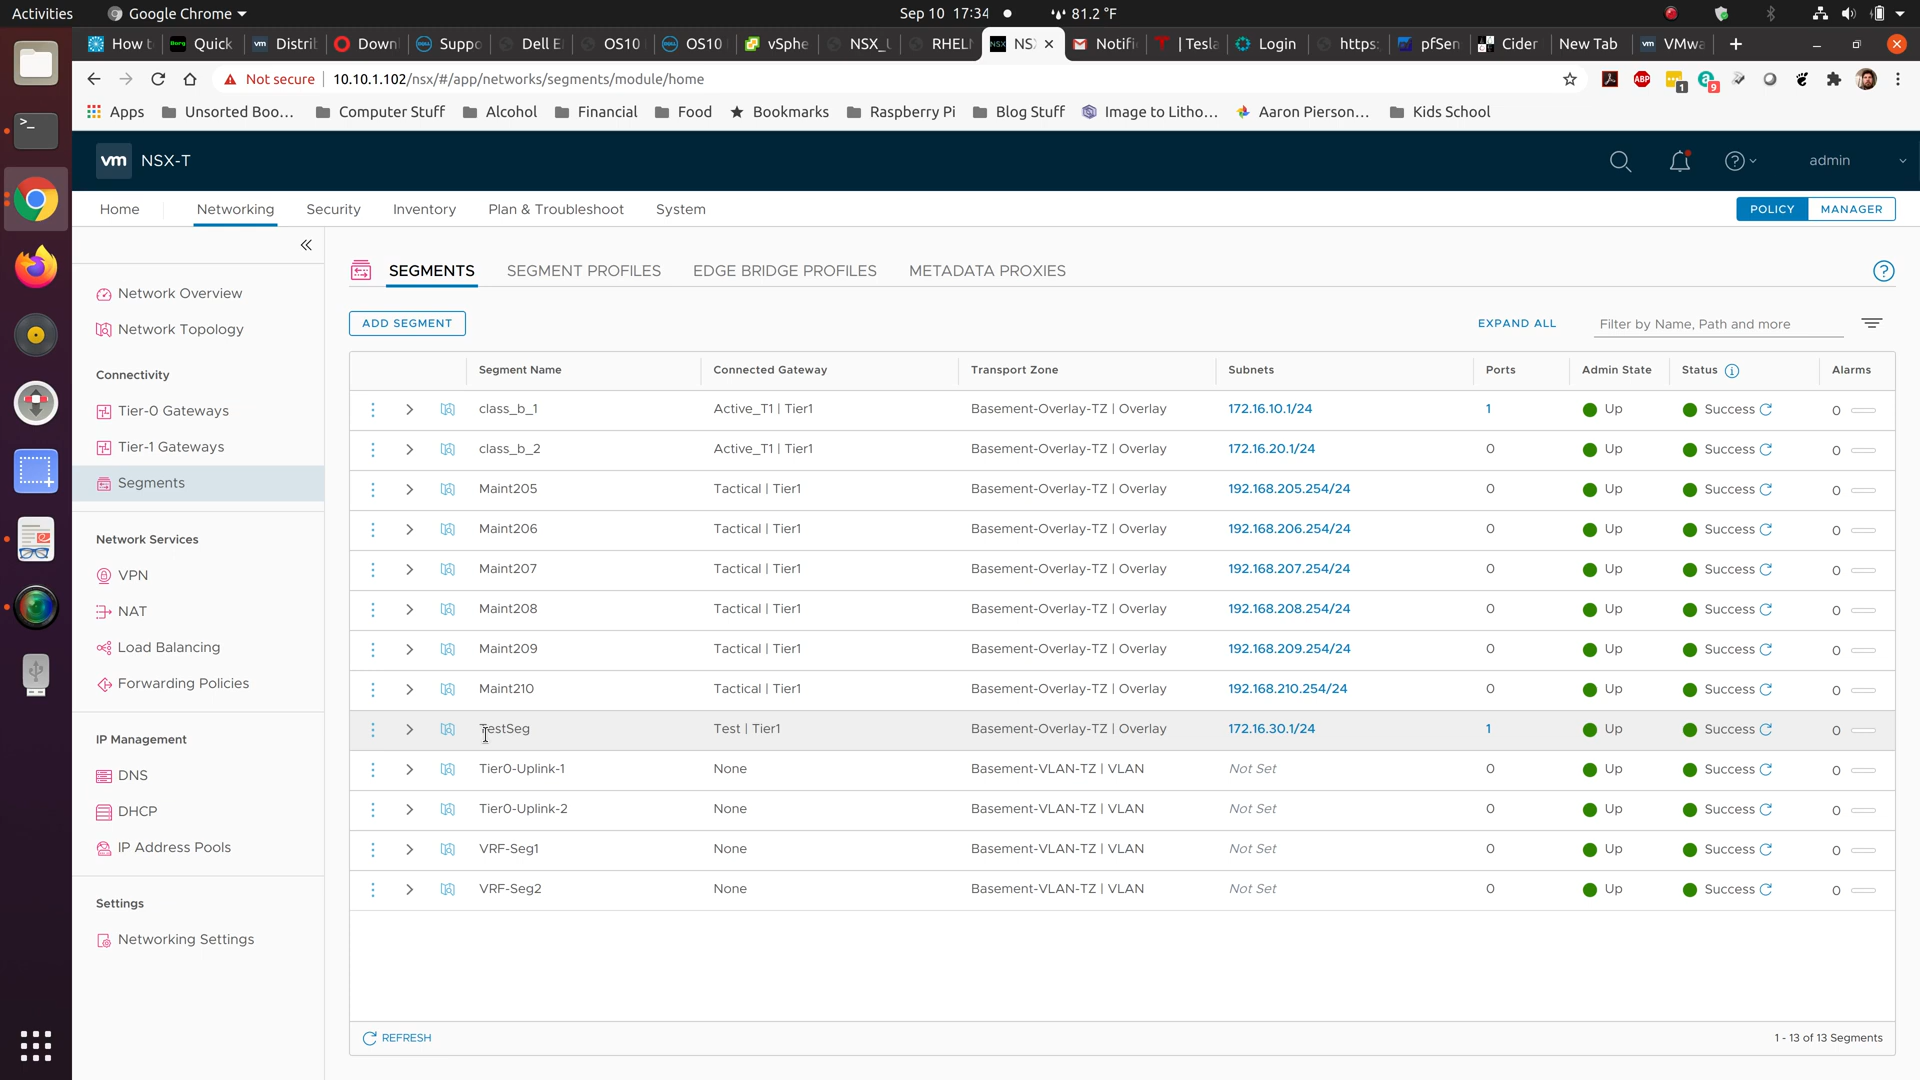 Activities Google Chrome Sep 10 17:34 81.2 °F
How t Quick VM Distri Down Suppo Dell E OS10 OS10 vSphe NSX_U RHELN NSX Notifi | Tesla Login https: pfSen Cider New Tab VMwa
Not secure | 10.10.1.102/nsx/#/app/networks/segments/module/home
ABP 1 9
Apps Unsorted Boo... Computer Stuff Alcohol Financial Food Bookmarks Raspberry Pi Blog Stuff Image to Litho... Aaron Pierson... Kids School
vm NSX-T admin
Home Networking Security Inventory Plan & Troubleshoot System POLICY MANAGER
SEGMENTS SEGMENT PROFILES EDGE BRIDGE PROFILES METADATA PROXIES
Network Overview
Network Topology
Connectivity
Tier-0 Gateways
Tier-1 Gateways
Segments
Network Services
VPN
NAT
Load Balancing
Forwarding Policies
IP Management
DNS
DHCP
IP Address Pools
Settings
Networking Settings
ADD SEGMENT EXPAND ALL Filter by Name, Path and more
Segment Name Connected Gateway Transport Zone Subnets Ports Admin State Status Alarms
class_b_1 Active_T1 | Tier1 Basement-Overlay-TZ | Overlay 172.16.10.1/24 1 Up Success 0
class_b_2 Active_T1 | Tier1 Basement-Overlay-TZ | Overlay 172.16.20.1/24 0 Up Success 0
Maint205 Tactical | Tier1 Basement-Overlay-TZ | Overlay 192.168.205.254/24 0 Up Success 0
Maint206 Tactical | Tier1 Basement-Overlay-TZ | Overlay 192.168.206.254/24 0 Up Success 0
Maint207 Tactical | Tier1 Basement-Overlay-TZ | Overlay 192.168.207.254/24 0 Up Success 0
Maint208 Tactical | Tier1 Basement-Overlay-TZ | Overlay 192.168.208.254/24 0 Up Success 0
Maint209 Tactical | Tier1 Basement-Overlay-TZ | Overlay 192.168.209.254/24 0 Up Success 0
Maint210 Tactical | Tier1 Basement-Overlay-TZ | Overlay 192.168.210.254/24 0 Up Success 0
TestSeg Test | Tier1 Basement-Overlay-TZ | Overlay 172.16.30.1/24 1 Up Success 0
Tier0-Uplink-1 None Basement-VLAN-TZ | VLAN Not Set 0 Up Success 0
Tier0-Uplink-2 None Basement-VLAN-TZ | VLAN Not Set 0 Up Success 0
VRF-Seg1 None Basement-VLAN-TZ | VLAN Not Set 0 Up Success 0
VRF-Seg2 None Basement-VLAN-TZ | VLAN Not Set 0 Up Success 0
REFRESH 1 - 13 of 13 Segments